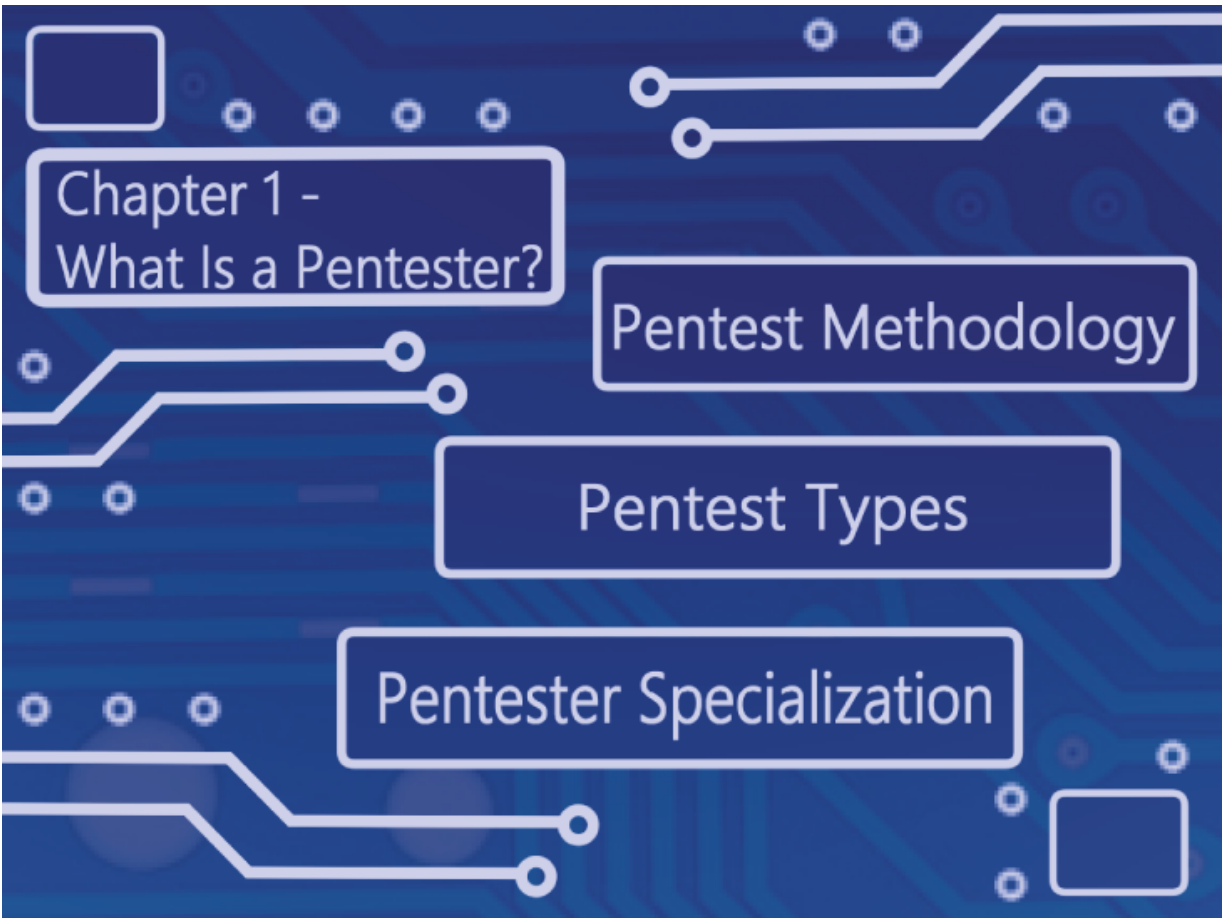 Chapter 1 -
What Is a Pentester?
Pentest Methodology
Pentest Types
Pentester Specialization